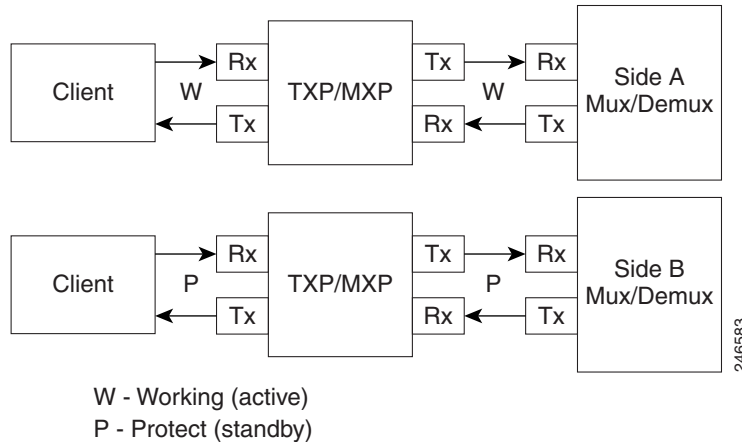 Client
W
Rx
Tx
TXP/MXP
Tx
Rx
W
Rx
Tx
Side A
Mux/Demux
Client
P
Rx
Tx
TXP/MXP
Tx
Rx
P
Rx
Tx
Side B
Mux/Demux
246583
W - Working (active)
P - Protect (standby)